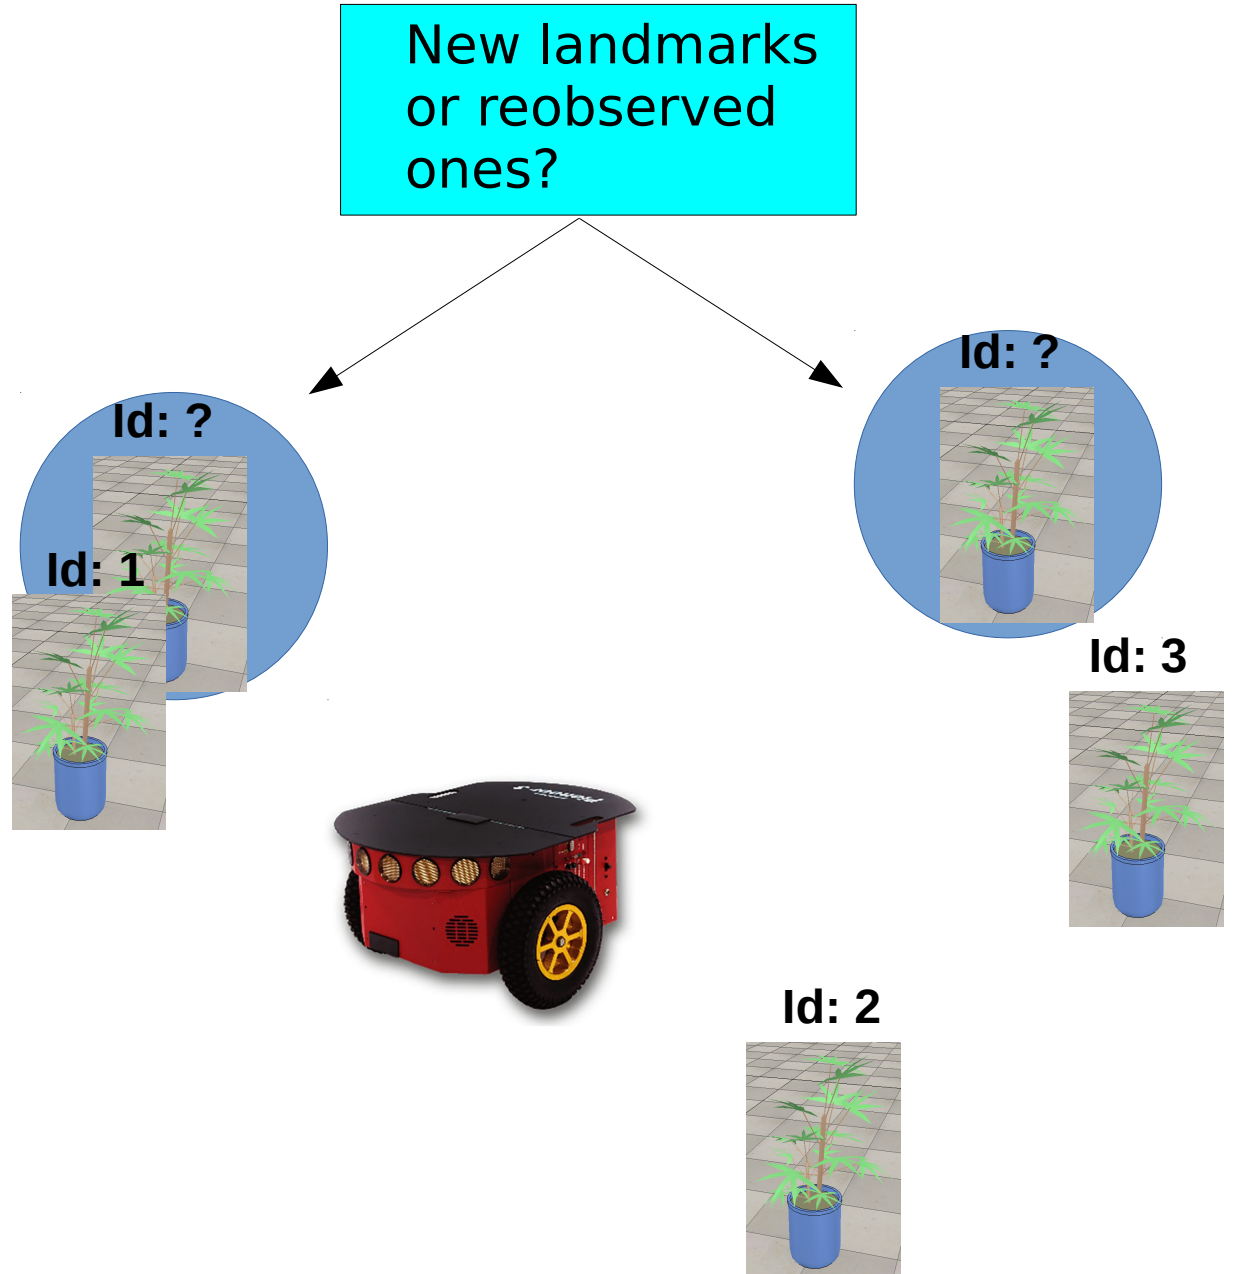 New landmarks
or reobserved
ones?
Id: ?
Id: ?
Id: 1
Id: 3
Id: 2